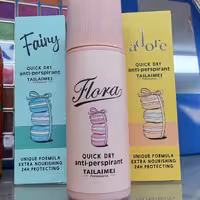 Fairy
QUICK DRY
anti-perspirant
TAILAIMEI
UNIQUE FORMULA
EXTRA NOURISHING
24H PROTECTING
Flora
QUICK DRY
anti-perspirant
TAILAIMEI
adore
QUICK DRY
anti-perspirant
TAILAIMEI
UNIQUE FORMULA
EXTRA NOURISHING
24H PROTECTING